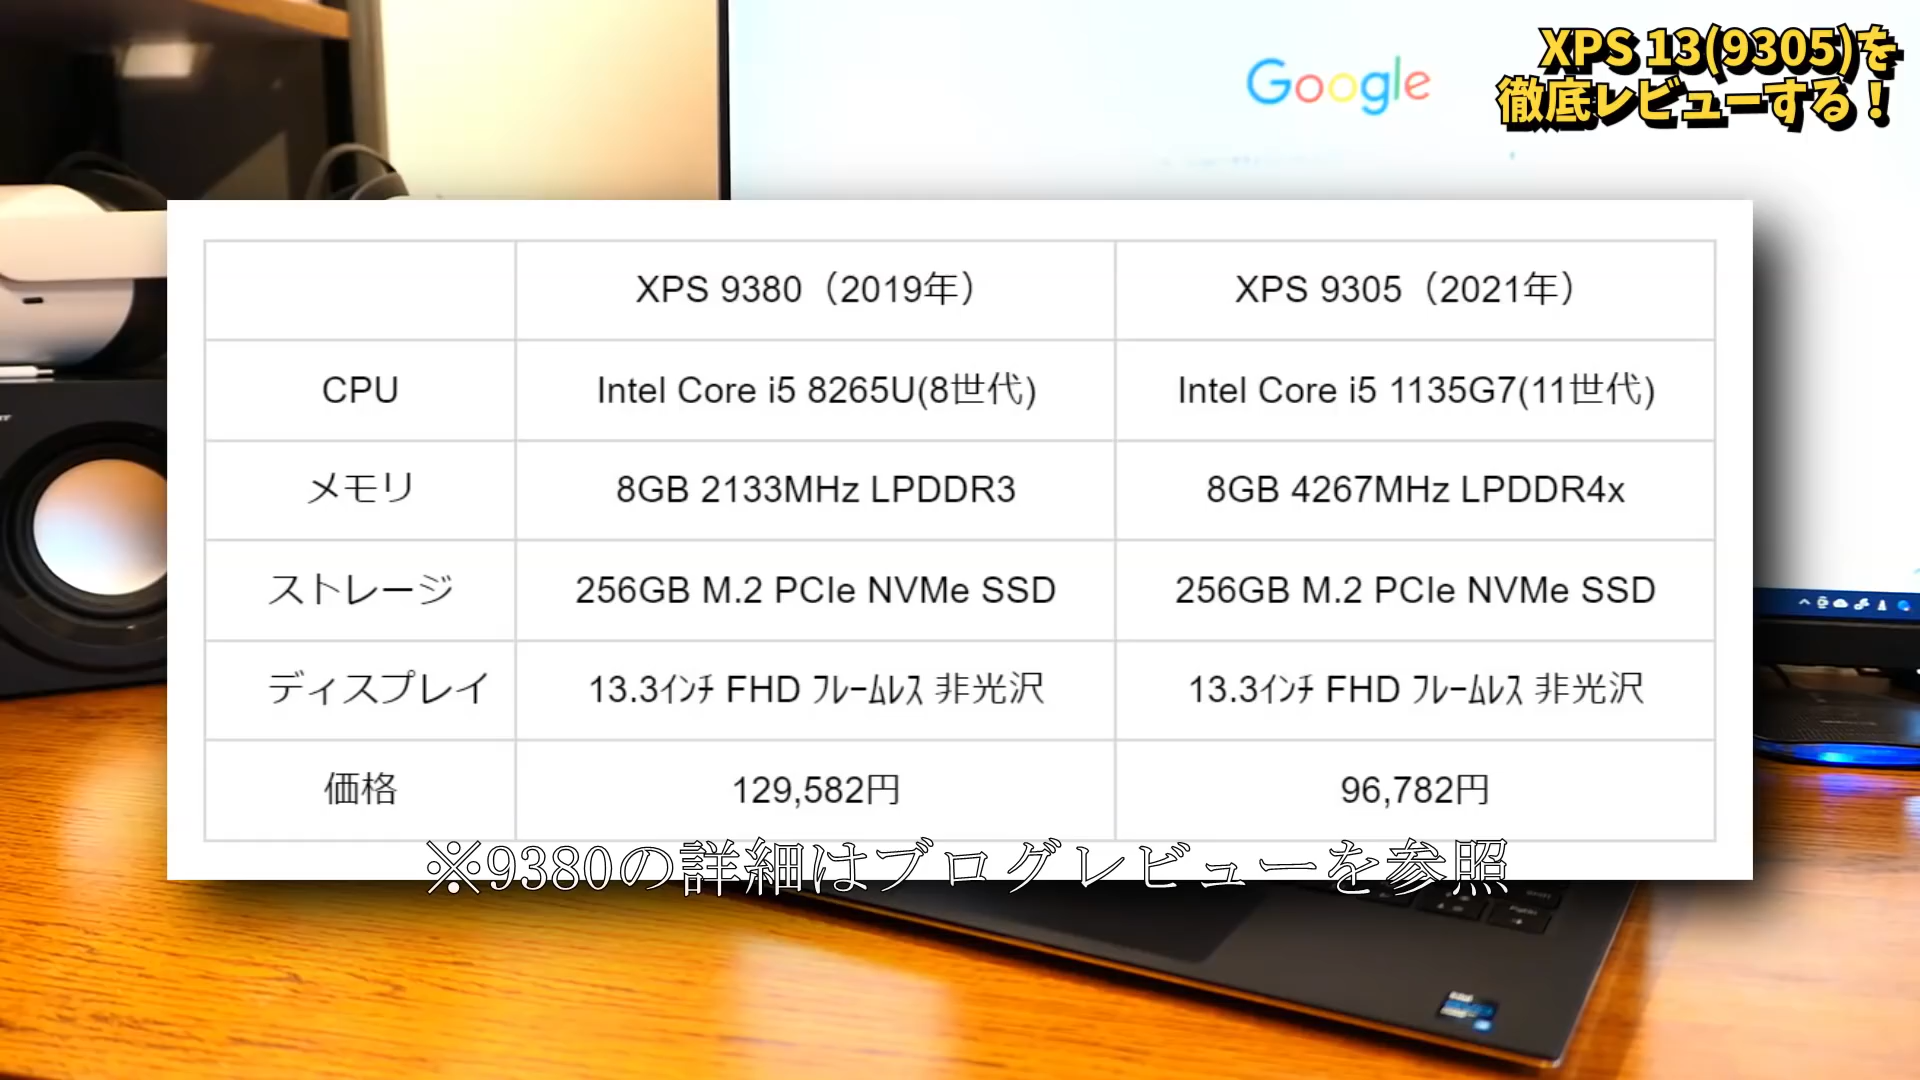 Google
XPS 13(9305)を
徹底レビューする！
XPS 9380（2019年） XPS 9305（2021年）
CPU Intel Core i5 8265U(8世代) Intel Core i5 1135G7(11世代)
メモリ 8GB 2133MHz LPDDR3 8GB 4267MHz LPDDR4x
ストレージ 256GB M.2 PCIe NVMe SSD 256GB M.2 PCIe NVMe SSD
ディスプレイ 13.3ｲﾝﾁ FHD ﾌﾚｰﾑﾚｽ 非光沢 13.3ｲﾝﾁ FHD ﾌﾚｰﾑﾚｽ 非光沢
価格 129,582円 96,782円
※9380の詳細はブログレビューを参照